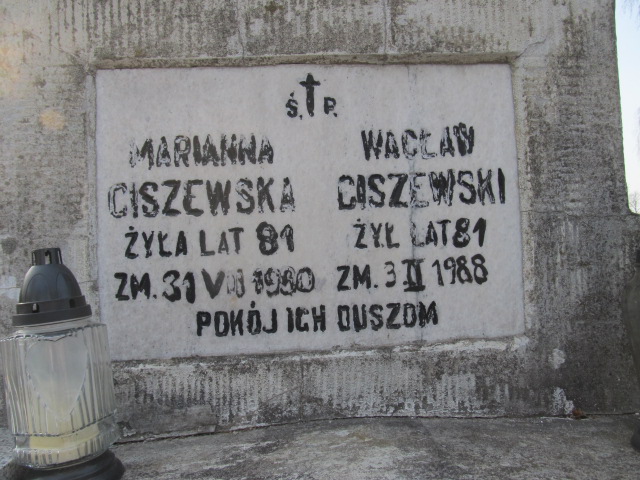 Ś. P.
MARIANNA
CISZEWSKA
ŻYŁA LAT 81
ZM. 31 VIII 1980
WACŁAW
CISZEWSKI
ŻYŁ LAT 81
ZM. 3 II 1988
POKÓJ ICH DUSZOM